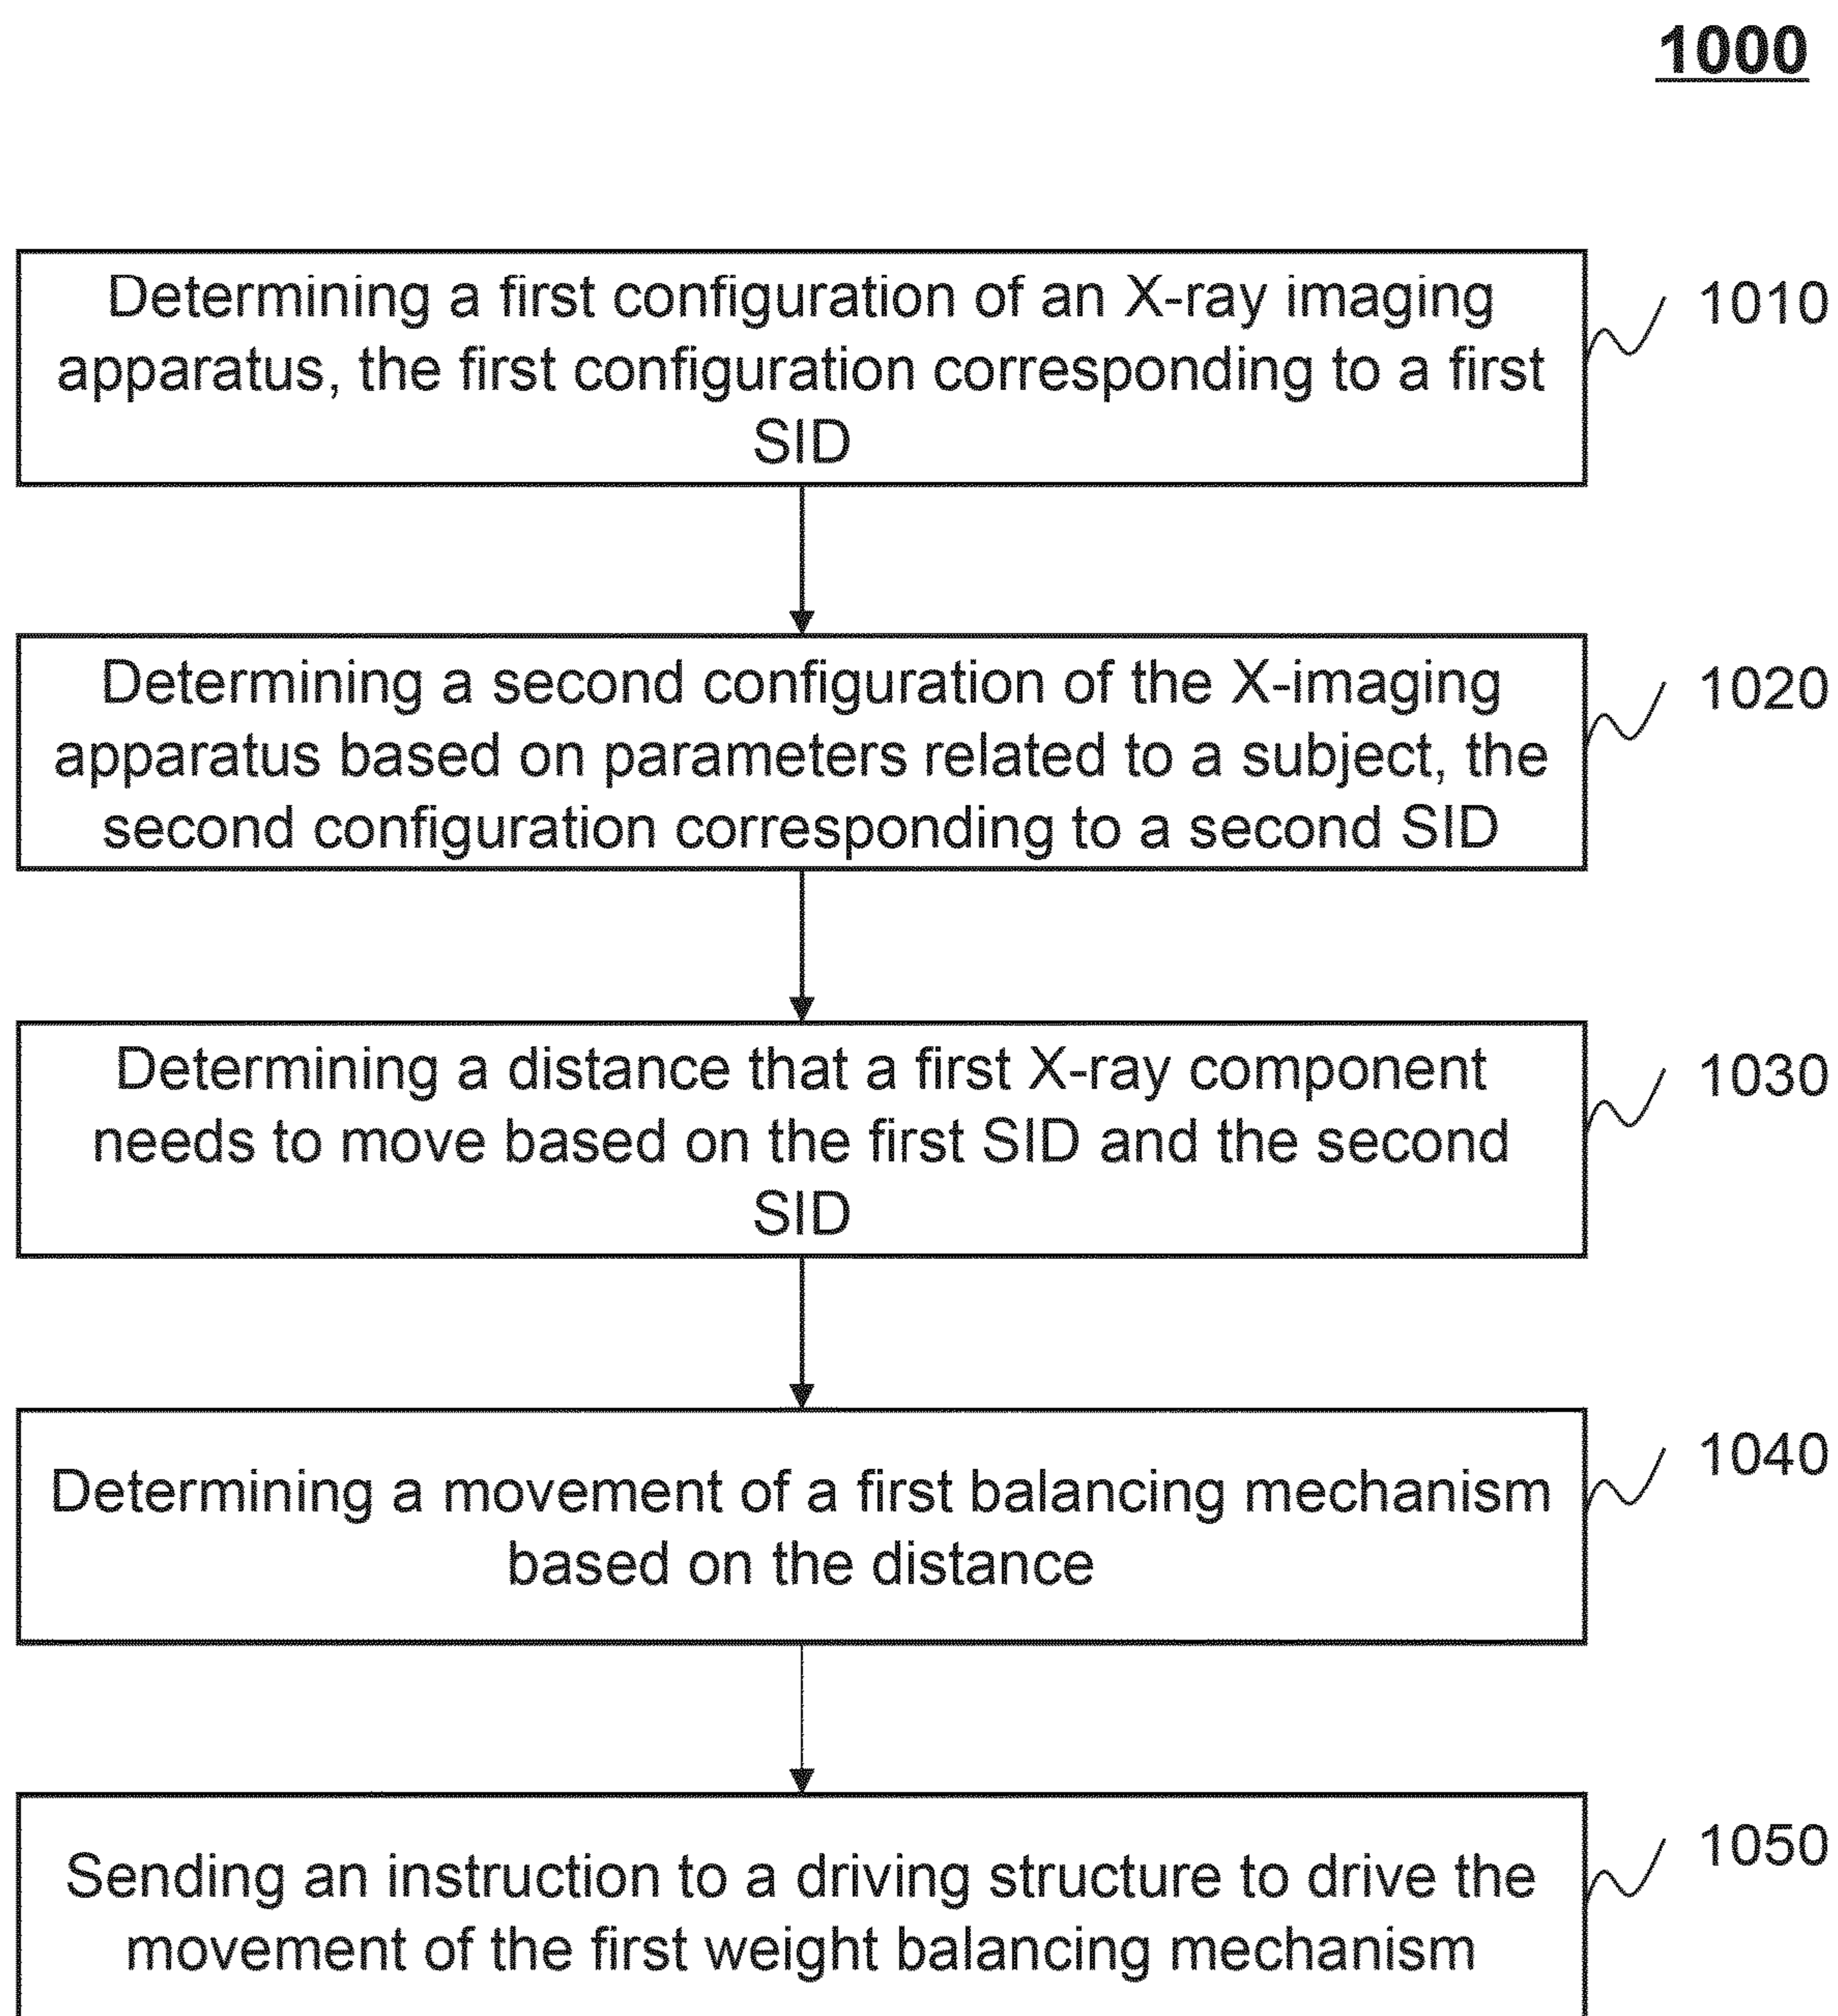 1000
Determining a first configuration of an X-ray imaging
apparatus, the first configuration corresponding to a first
SID
1010
Determining a second configuration of the X-imaging
apparatus based on parameters related to a subject, the
second configuration corresponding to a second SID
1020
Determining a distance that a first X-ray component
needs to move based on the first SID and the second
SID
1030
Determining a movement of a first balancing mechanism
based on the distance
1040
Sending an instruction to a driving structure to drive the
movement of the first weight balancing mechanism
1050